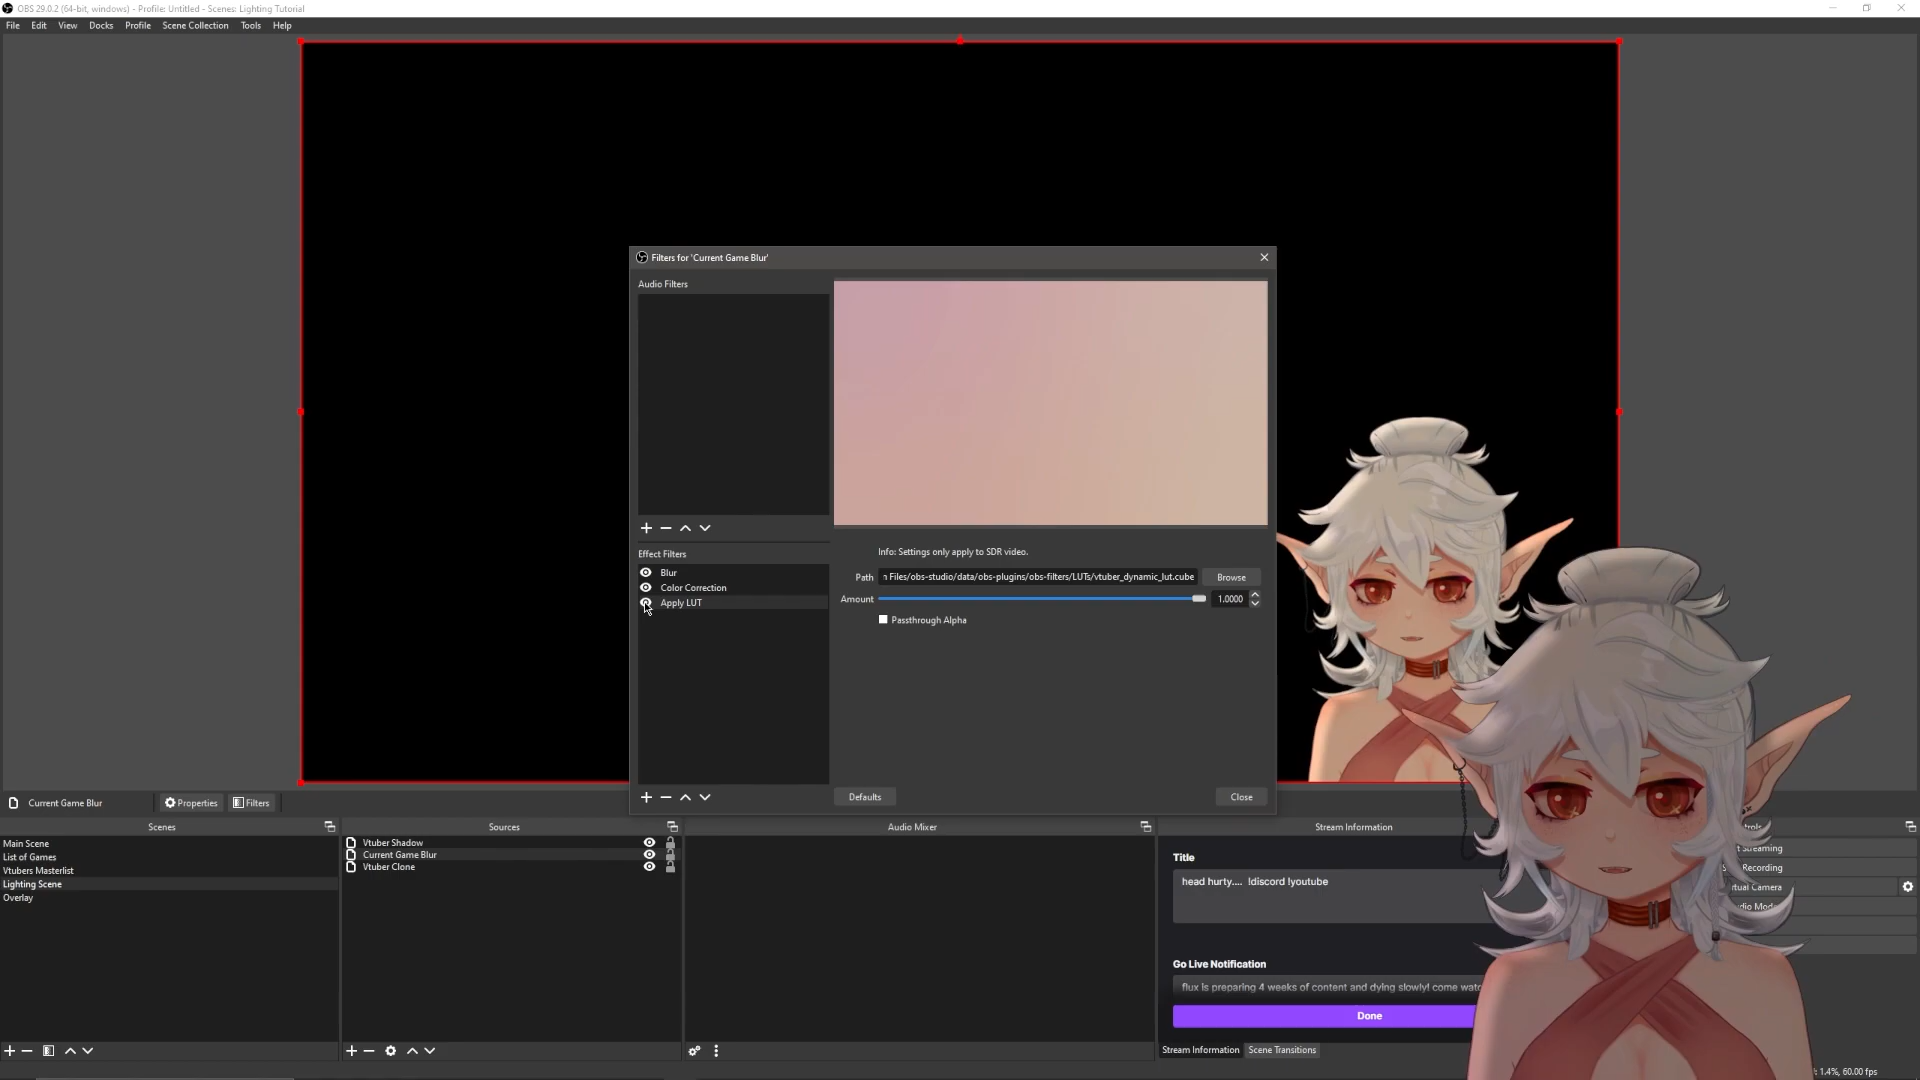 OBS 29.0.2 (64-bit, windows) - Profile: Untitled - Scenes: Lighting Tutorial
File Edit View Docks Profile Scene Collection Tools Help
Filters for 'Current Game Blur'
Audio Filters
Effect Filters
Blur
Color Correction
Apply LUT
Info: Settings only apply to SDR video.
Path Files/obs-studio/data/obs-plugins/obs-filters/LUTs/vtuber_dynamic_lut.cube Browse
Amount 1.0000
Passthrough Alpha
Defaults Close
Current Game Blur Properties Filters
Scenes
Main Scene
List of Games
Vtubers Masterlist
Lighting Scene
Overlay
Sources
Vtuber Shadow
Current Game Blur
Vtuber Clone
Audio Mixer
Stream Information
Title
head hurty.... !discord !youtube
Go Live Notification
flux is preparing 4 weeks of content and dying slowly! come
Done
Stream Information Scene Transitions
Streaming
Recording
Camera
1.4%, 60.00 fps